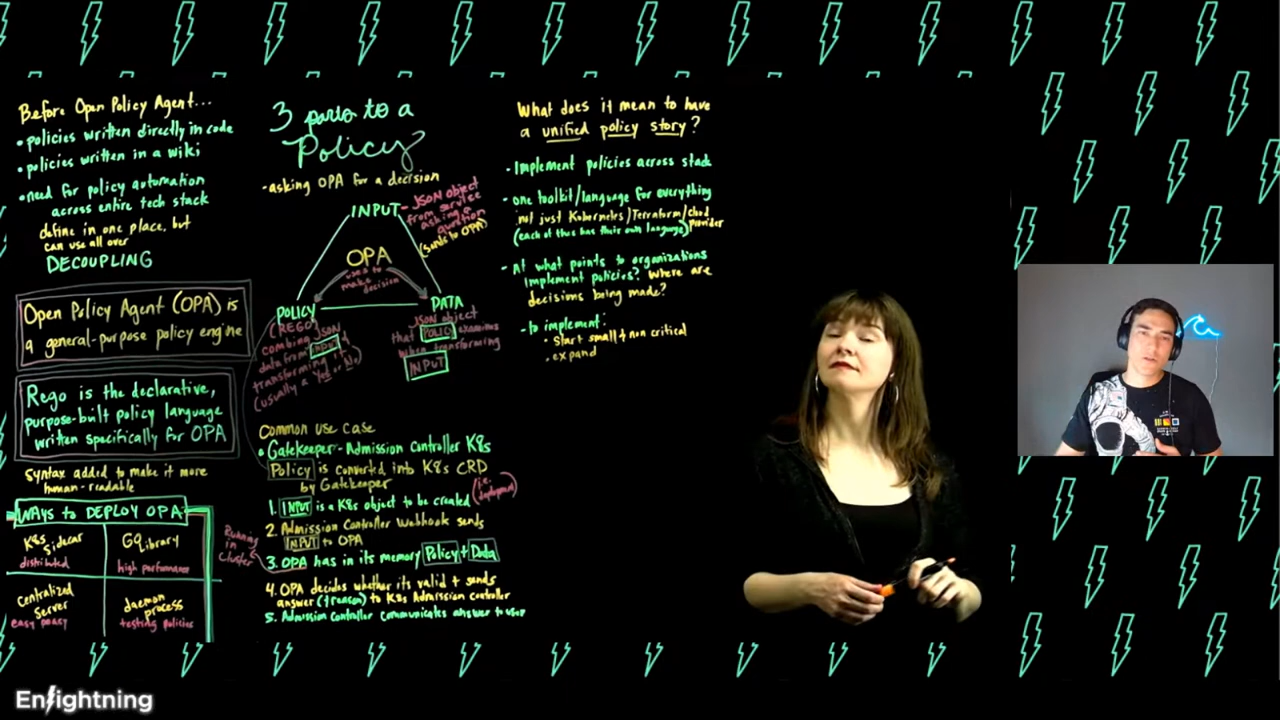 Before Open Policy Agent...
• policies written directly in code
• policies written in a wiki
• need for policy automation
across entire tech stack
define in one place, but
can use all over
DECOUPLING
Open Policy Agent (OPA) is
a general-purpose policy engine
Rego is the declarative,
purpose-built policy language
written specifically for OPA
Syntax added to make it more
human-readable
WAYS to DEPLOY OPA
K8s Sidecar
distributed
GO Library
high performance
centralized
server
easy peasy
daemon
process
testing policies
3 parts to a
Policy
- asking OPA for a decision
INPUT
- JSON object
from service
asking a
question
(sends to OPA)
OPA
used to
make
decision
POLICY
(REGO)
combing JSON
data from INPUT &
transforming it
(usually a Yes or No)
DATA
JSON object
that POLICY examines
when transforming
INPUT
Common use case
• Gatekeeper - Admission Controller K8s
Policy is converted into K8s CRD
by Gatekeeper
1. INPUT is a K8s object to be created (i.e. deployment)
2. Admission Controller Webhook sends
INPUT to OPA
Running
in
Cluster
3. OPA has in its memory Policy + Data
4. OPA decides whether its valid + sends
answer (+reason) to K8s Admission Controller
5. Admission Controller communicates answer to user
What does it mean to have
a unified policy story?
- Implement policies across stack
- one toolkit/language for everything
not just Kubernetes/Terraform/cloud provider
(each of thus has their own language)
- At what points to organizations
implement policies? Where are
decisions being made?
- to implement:
• Start small + non critical
• expand
Enlightning